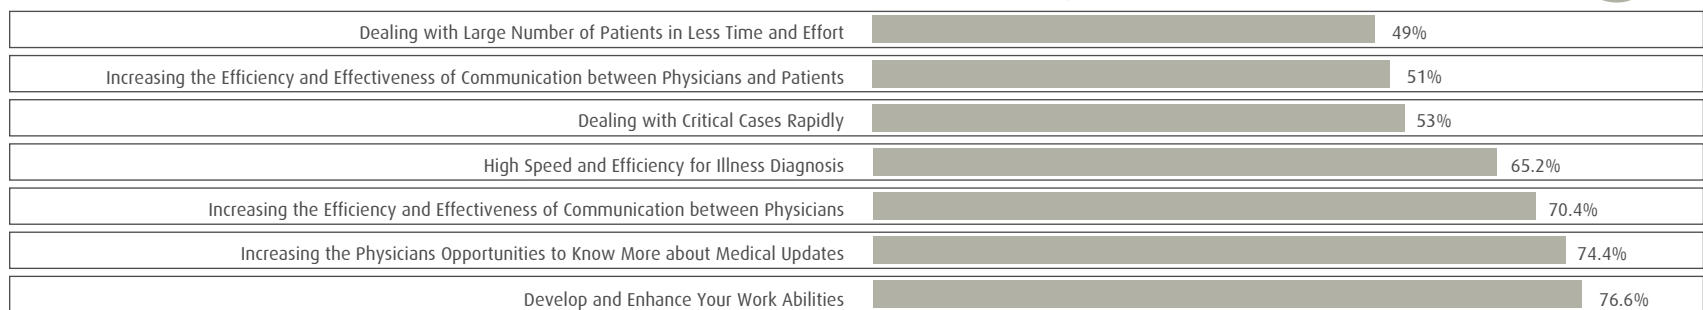 Dealing with Large Number of Patients in Less Time and Effort 49%
Increasing the Efficiency and Effectiveness of Communication between Physicians and Patients 51%
Dealing with Critical Cases Rapidly 53%
High Speed and Efficiency for Illness Diagnosis 65.2%
Increasing the Efficiency and Effectiveness of Communication between Physicians 70.4%
Increasing the Physicians Opportunities to Know More about Medical Updates 74.4%
Develop and Enhance Your Work Abilities 76.6%